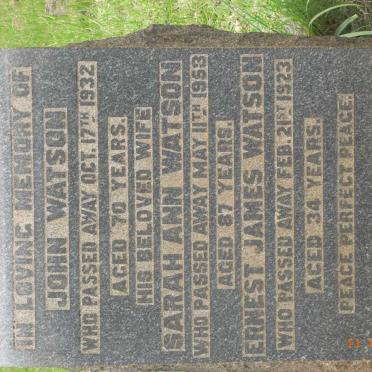 IN LOVING MEMORY OF
JOHN WATSON
WHO PASSED AWAY OCT. 17TH 1932
AGED 70 YEARS.
HIS BELOVED WIFE
SARAH ANN WATSON
WHO PASSED AWAY MAY 11TH 1953
AGED 87 YEARS.
ERNEST JAMES WATSON
WHO PASSED AWAY FEB. 21ST 1923
AGED 34 YEARS.
PEACE PERFECT PEACE.